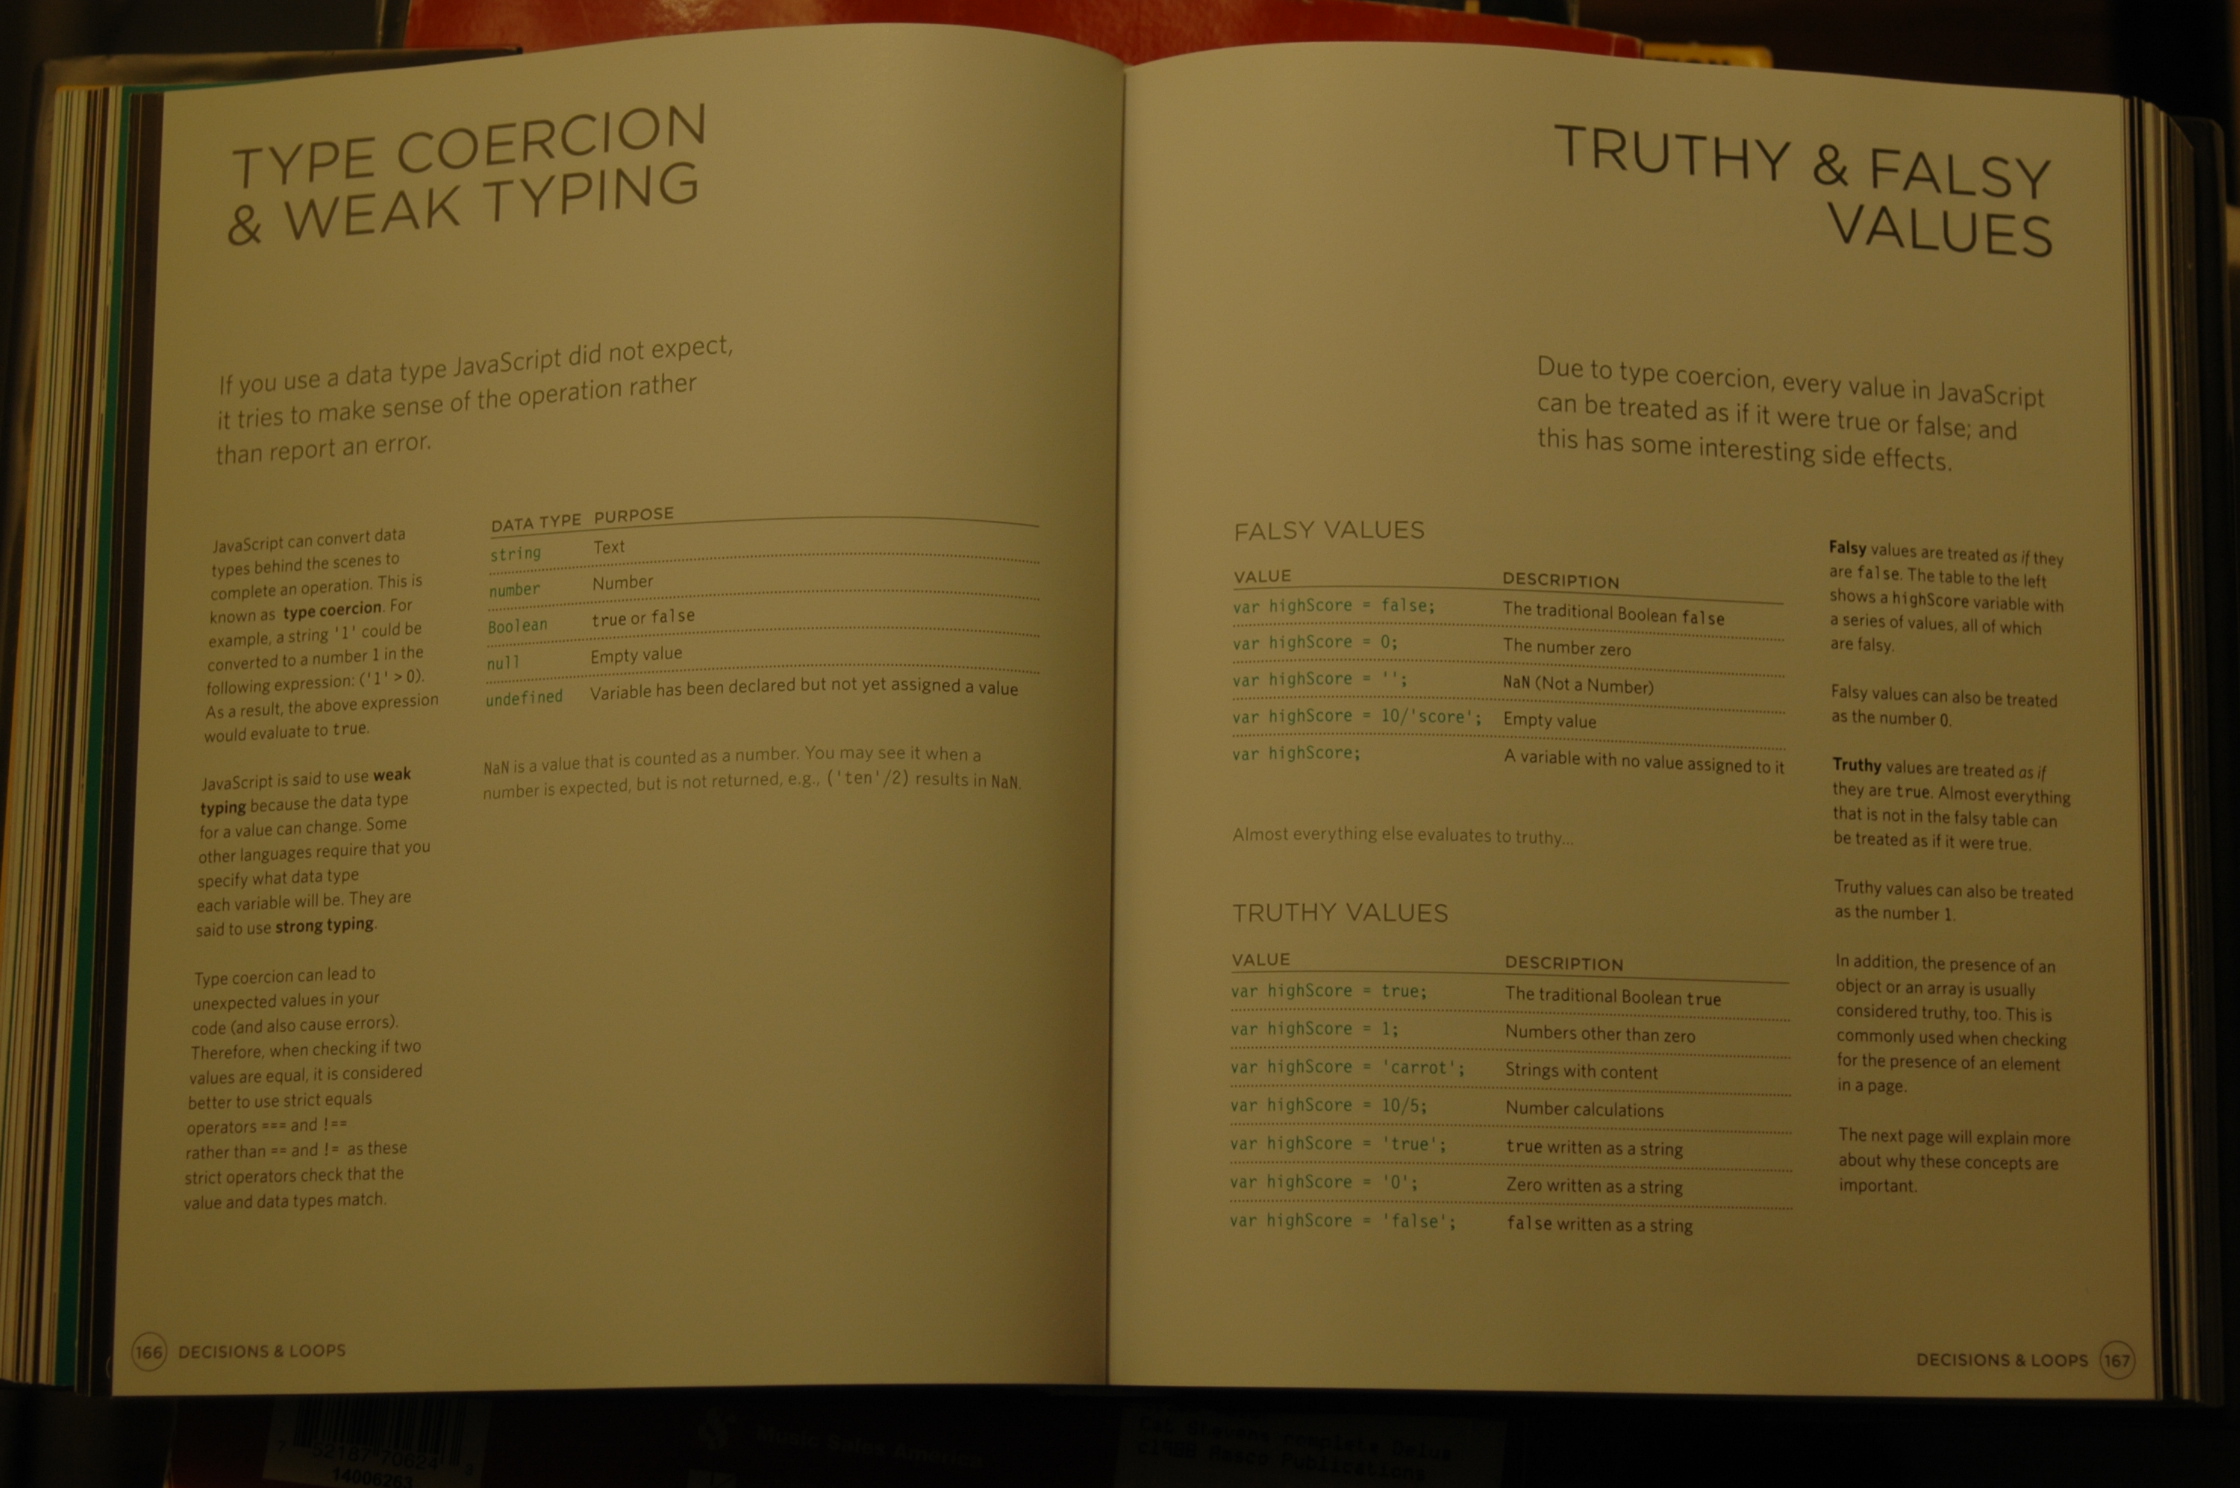 TYPE COERCION
& WEAK TYPING
If you use a data type JavaScript did not expect,
it tries to make sense of the operation rather
than report an error.
JavaScript can convert data
types behind the scenes to
complete an operation. This is
known as type coercion. For
example, a string '1' could be
converted to a number 1 in the
following expression: ('1' > 0).
As a result, the above expression
would evaluate to true.
JavaScript is said to use weak
typing because the data type
for a value can change. Some
other languages require that you
specify what data type
each variable will be. They are
said to use strong typing.
Type coercion can lead to
unexpected values in your
code (and also cause errors).
Therefore, when checking if two
values are equal, it is considered
better to use strict equals
operators === and !==
rather than == and != as these
strict operators check that the
value and data types match.
DATA TYPE PURPOSE
string Text
number Number
Boolean true or false
null Empty value
undefined Variable has been declared but not yet assigned a value
NaN is a value that is counted as a number. You may see it when a
number is expected, but is not returned, e.g., ('ten'/2) results in NaN.
166 DECISIONS & LOOPS
TRUTHY & FALSY
VALUES
Due to type coercion, every value in JavaScript
can be treated as if it were true or false; and
this has some interesting side effects.
FALSY VALUES
VALUE DESCRIPTION
var highScore = false; The traditional Boolean false
var highScore = 0; The number zero
var highScore = ''; NaN (Not a Number)
var highScore = 10/'score'; Empty value
var highScore; A variable with no value assigned to it
Almost everything else evaluates to truthy...
TRUTHY VALUES
VALUE DESCRIPTION
var highScore = true; The traditional Boolean true
var highScore = 1; Numbers other than zero
var highScore = 'carrot'; Strings with content
var highScore = 10/5; Number calculations
var highScore = 'true'; true written as a string
var highScore = '0'; Zero written as a string
var highScore = 'false'; false written as a string
Falsy values are treated as if they
are false. The table to the left
shows a highScore variable with
a series of values, all of which
are falsy.
Falsy values can also be treated
as the number 0.
Truthy values are treated as if
they are true. Almost everything
that is not in the falsy table can
be treated as if it were true.
Truthy values can also be treated
as the number 1.
In addition, the presence of an
object or an array is usually
considered truthy, too. This is
commonly used when checking
for the presence of an element
in a page.
The next page will explain more
about why these concepts are
important.
DECISIONS & LOOPS 167
7 52187 70624 3
14006263
Music Sales America